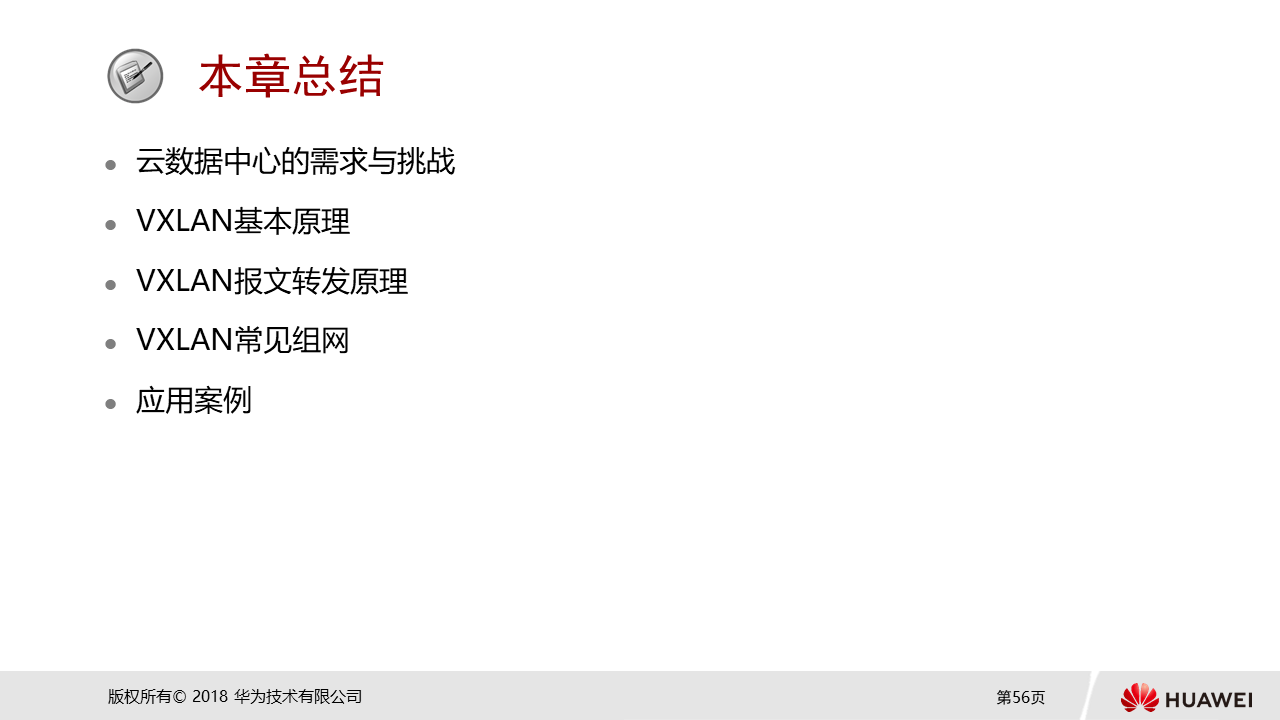 本章总结
云数据中心的需求与挑战
VXLAN基本原理
VXLAN报文转发原理
VXLAN常见组网
应用案例
版权所有© 2018 华为技术有限公司
第56页
HUAWEI